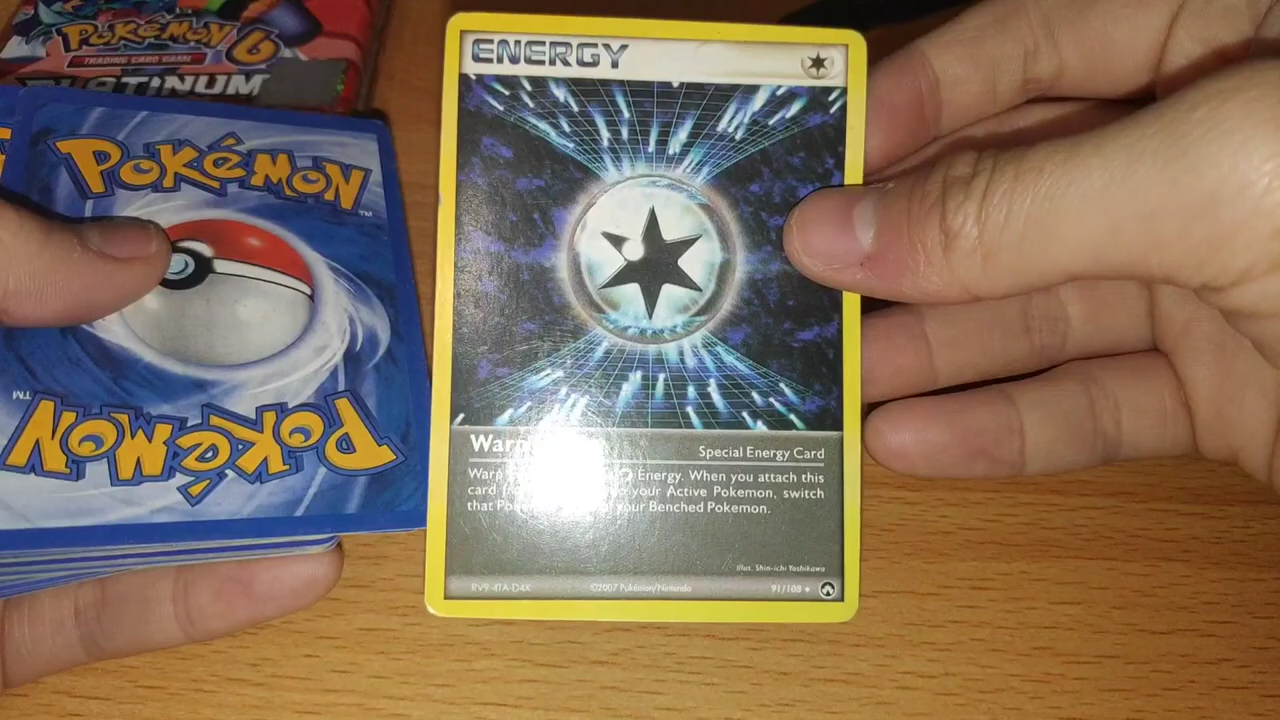 POKÉMON 6
TRADING CARD GAME
PLATINUM
POKÉMON
TM
POKÉMON
TM
ENERGY
Warp
Special Energy Card
Warp Energy. When you attach this
card your Active Pokemon, switch
that your Benched Pokemon.
Illus. Shin-ichi Yoshikawa
RV9-4TA-D4X ©2007 Pokémon/Nintendo 91/108